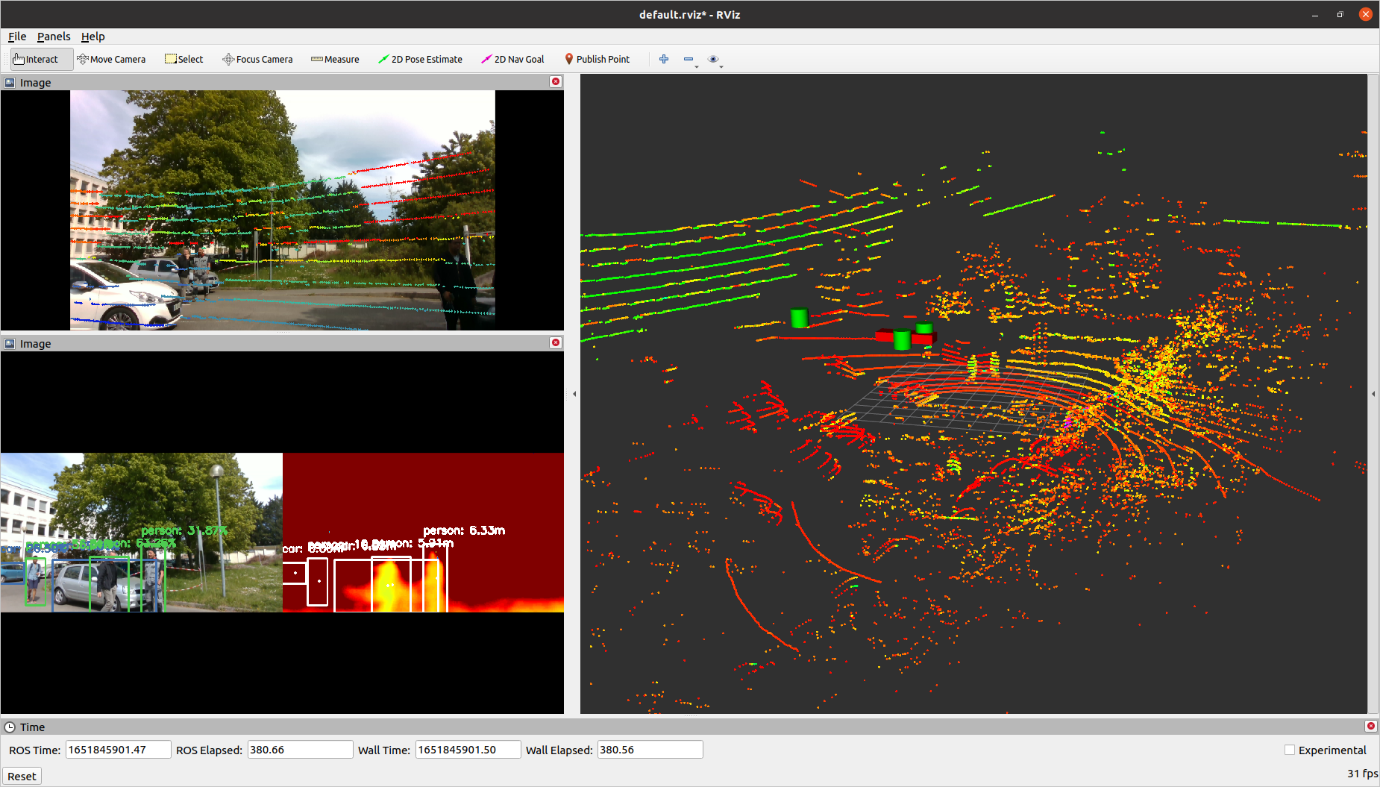 default.rviz* - RViz
File Panels Help
Interact Move Camera Select Focus Camera Measure 2D Pose Estimate 2D Nav Goal Publish Point
Image
Image
person: 31.87%
person: 6.33m
car:
5.91m
Time
ROS Time: 1651845901.47 ROS Elapsed: 380.66 Wall Time: 1651845901.50 Wall Elapsed: 380.56 Experimental
Reset 31 fps